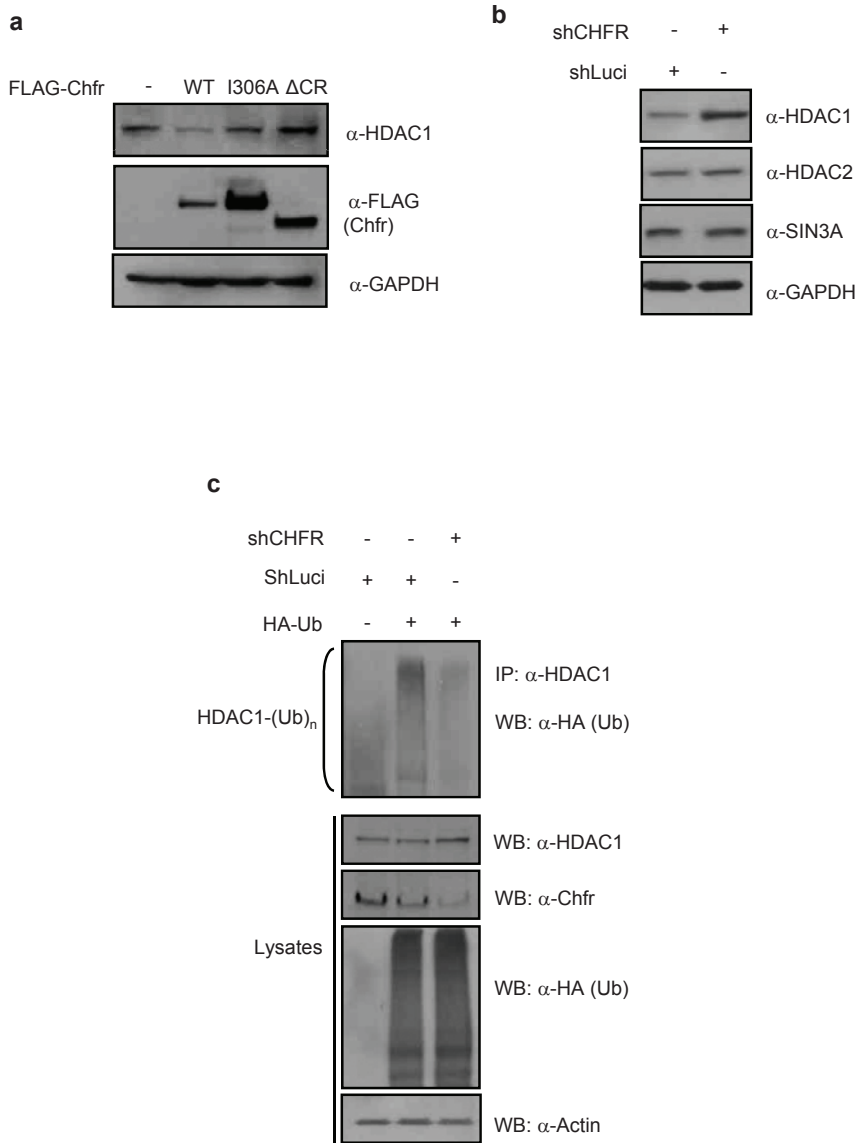 a
FLAG-Chfr - WT I306A ΔCR
α-HDAC1
α-FLAG
(Chfr)
α-GAPDH
b
shCHFR - +
shLuci + -
α-HDAC1
α-HDAC2
α-SIN3A
α-GAPDH
c
shCHFR - - +
ShLuci + + -
HA-Ub - + +
HDAC1-(Ub)n
IP: α-HDAC1
WB: α-HA (Ub)
Lysates
WB: α-HDAC1
WB: α-Chfr
WB: α-HA (Ub)
WB: α-Actin